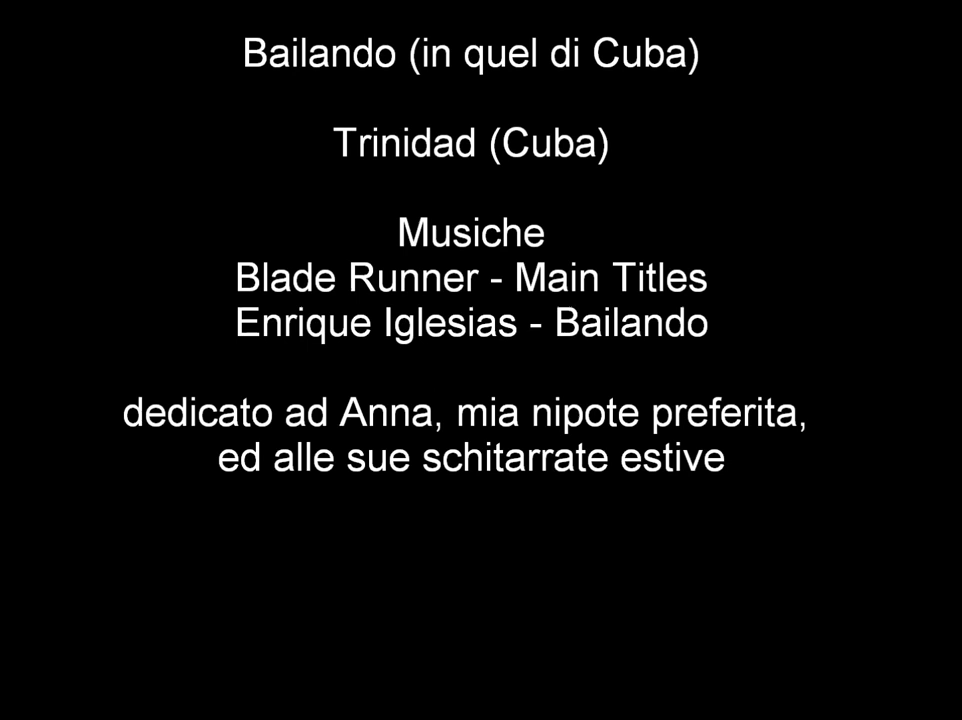 Bailando (in quel di Cuba)
Trinidad (Cuba)
Musiche
Blade Runner - Main Titles
Enrique Iglesias - Bailando
dedicato ad Anna, mia nipote preferita,
ed alle sue schitarrate estive